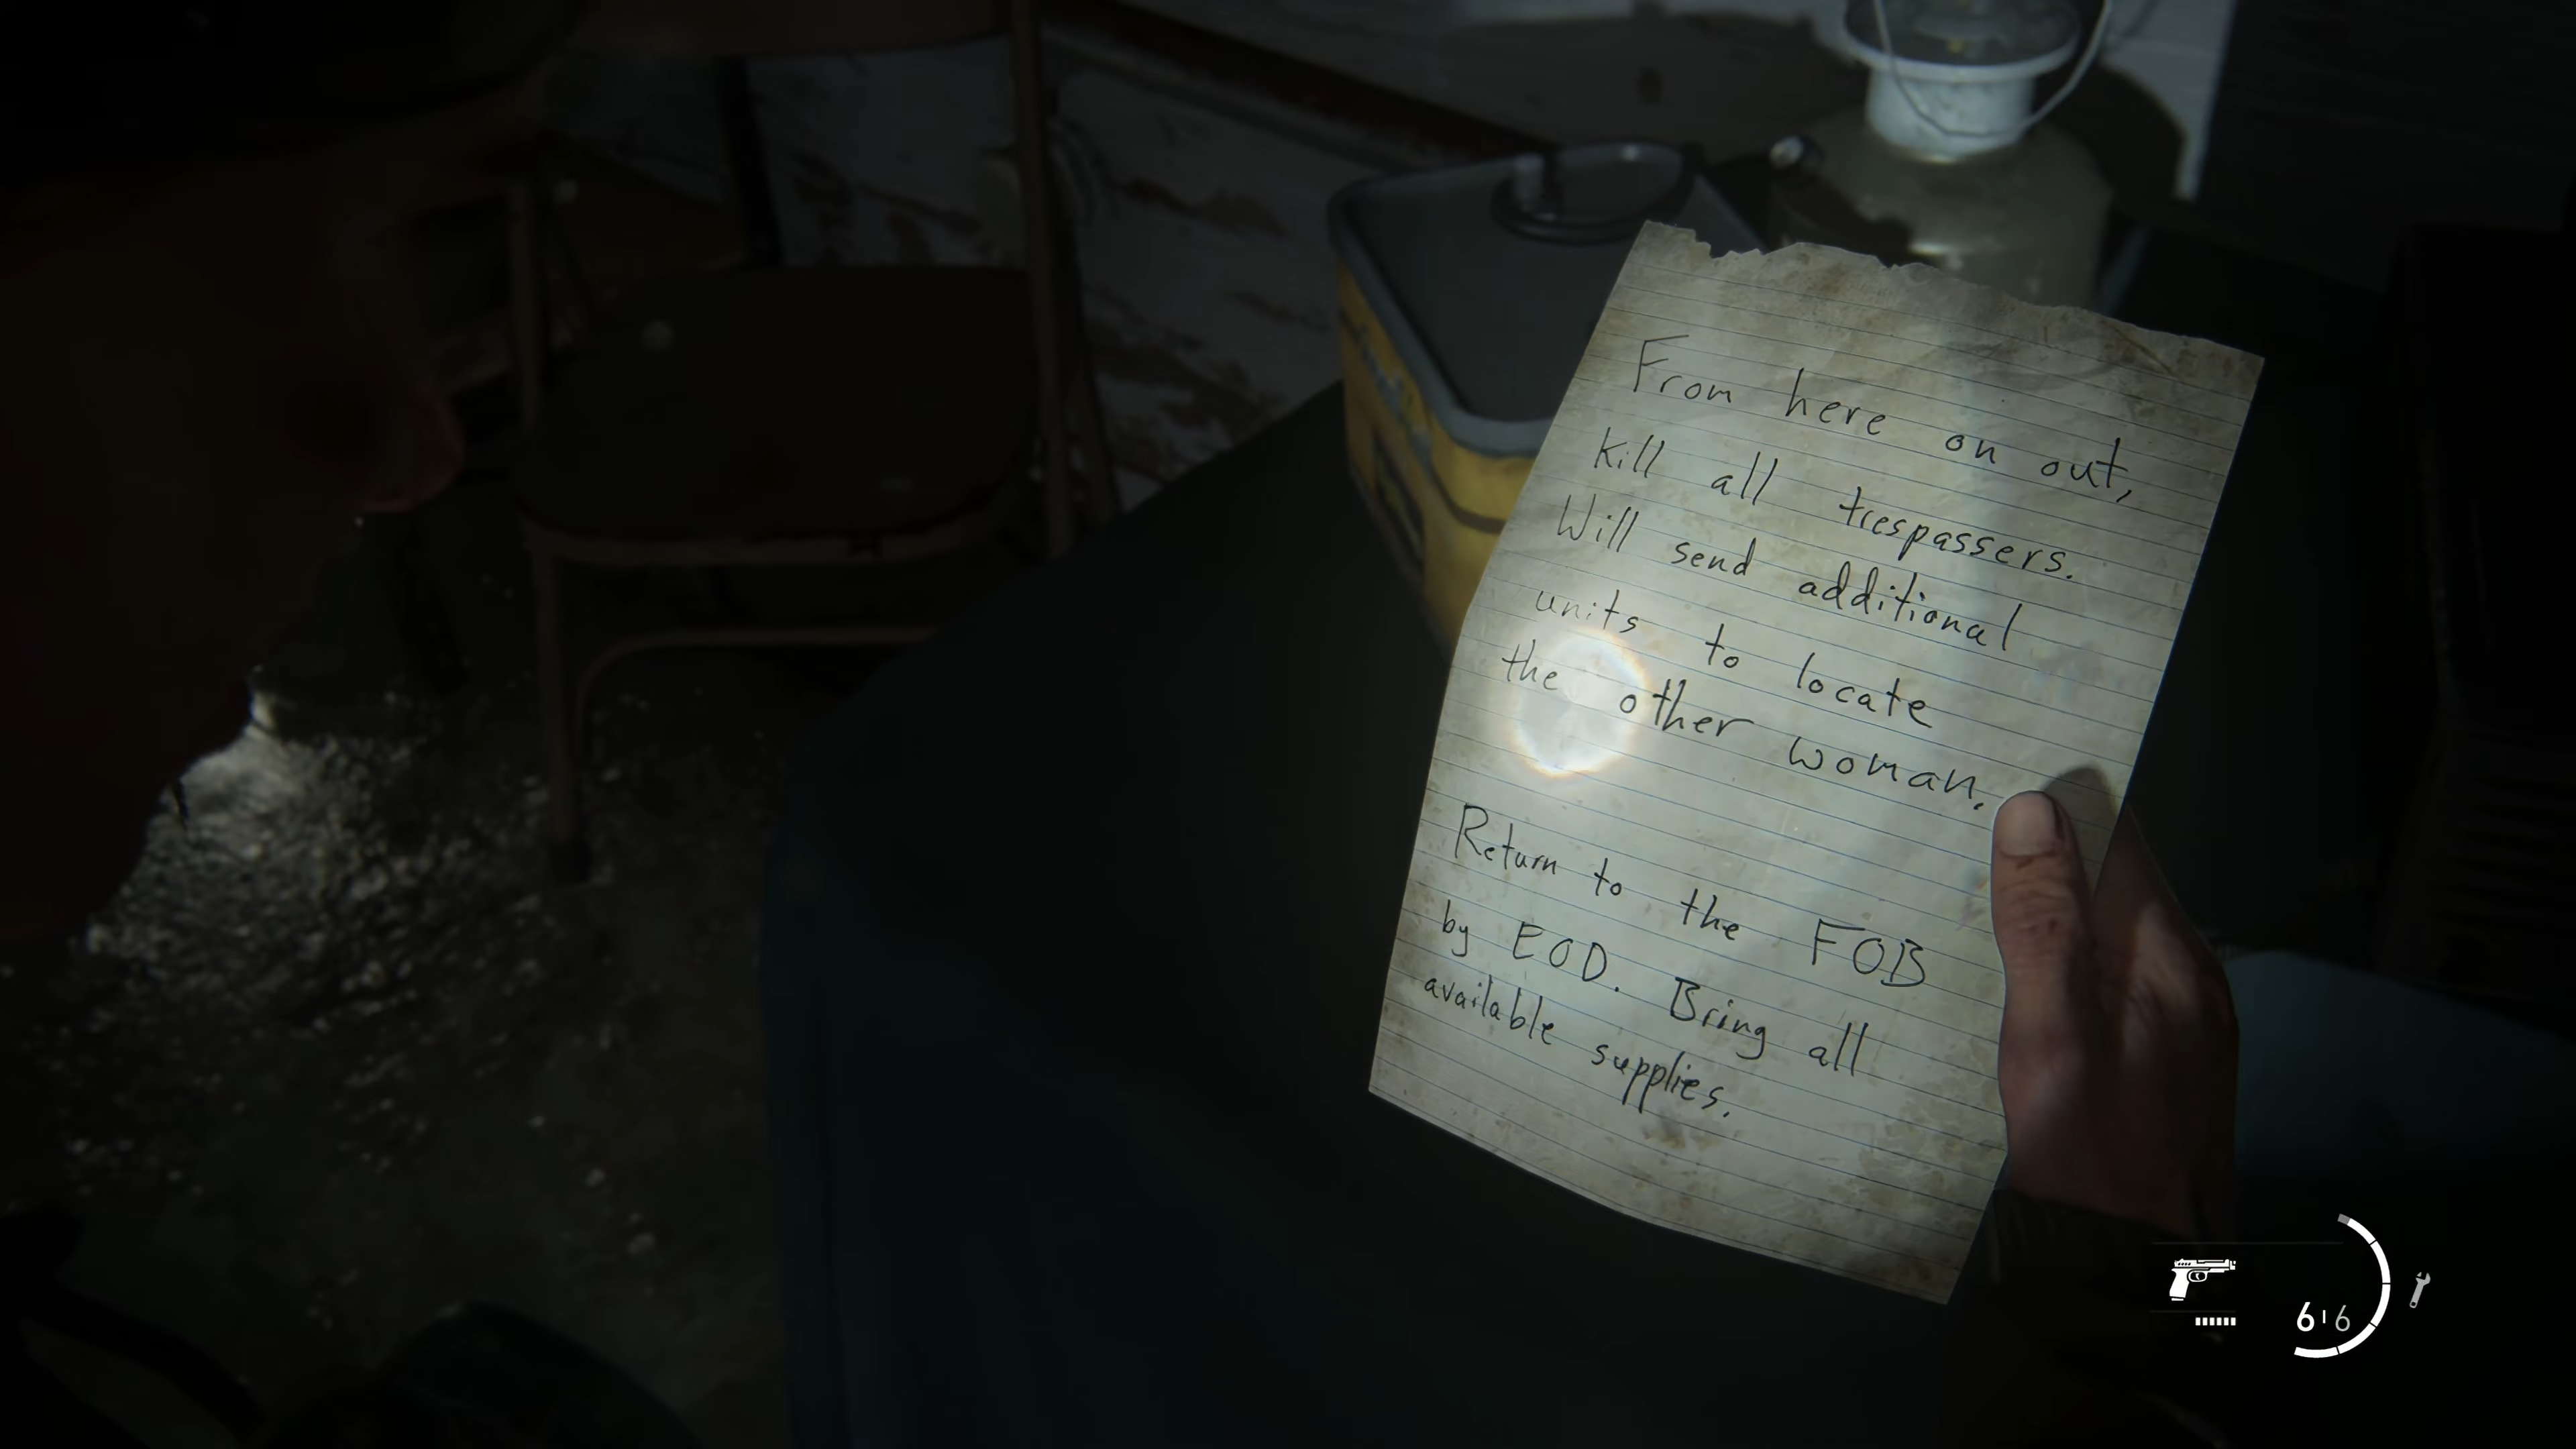 From here on out,
Kill all trespassers.
Will send additional
units to locate
the other woman.
Return to the FOB
by EOD. Bring all
available supplies.
6 6